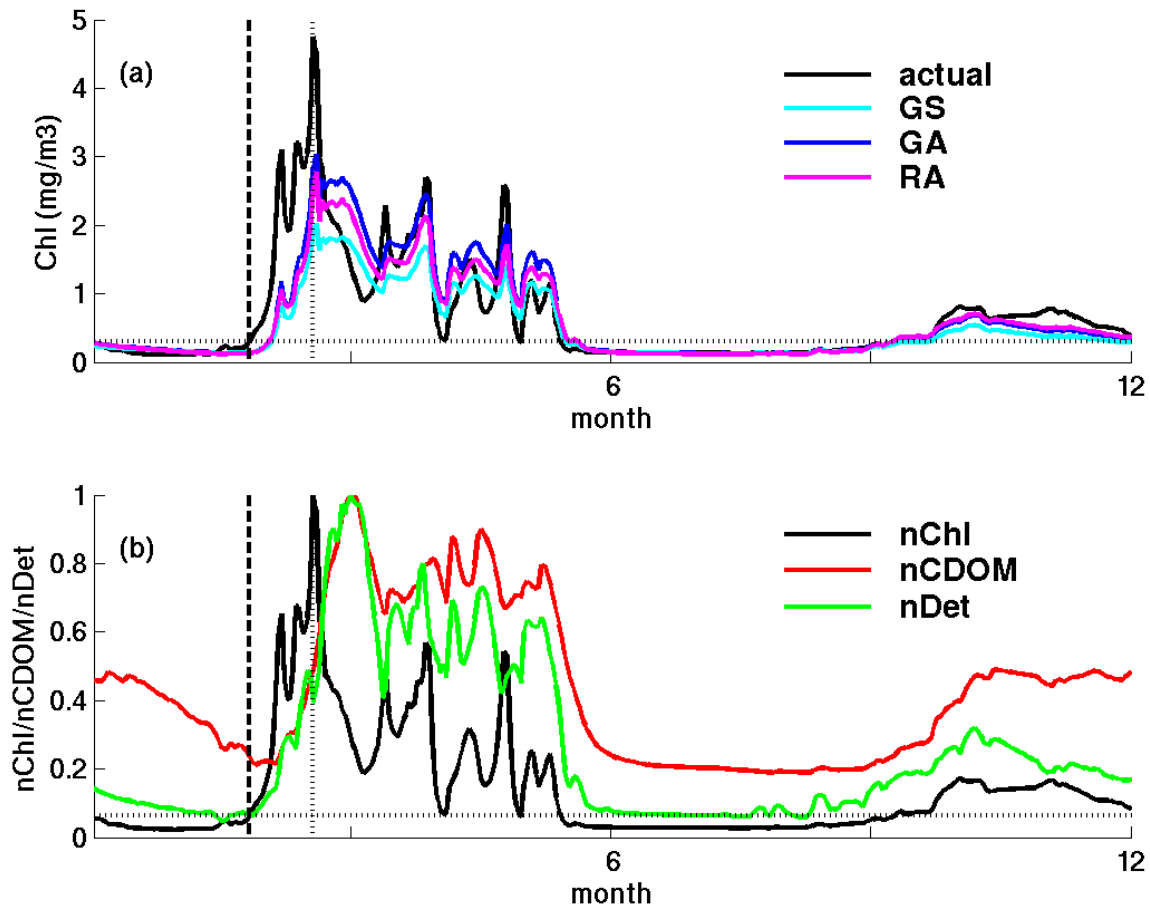 5
4
3
2
1
0
Chl (mg/m3)
(a)
actual
GS
GA
RA
6
12
month
1
0.8
0.6
0.4
0.2
0
nChl/nCDOM/nDet
(b)
nChl
nCDOM
nDet
6
12
month